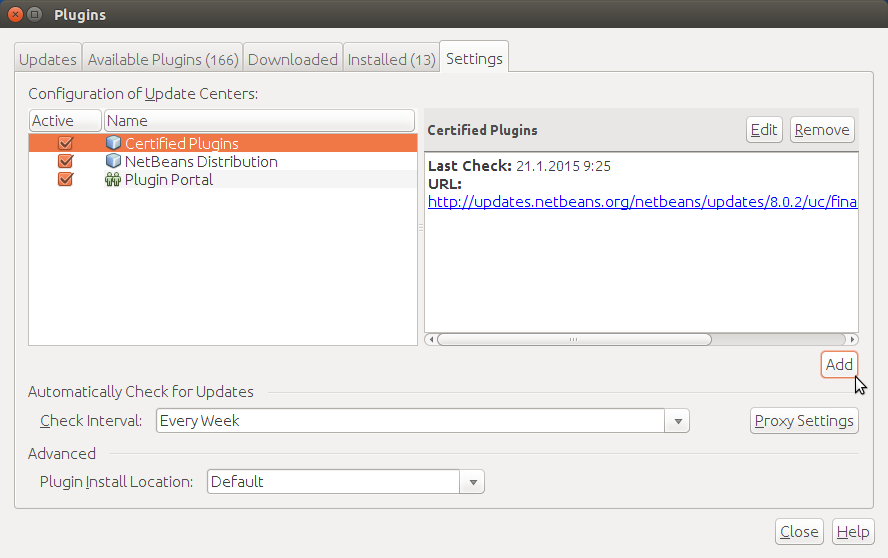 Plugins
Updates Available Plugins (166) Downloaded Installed (13) Settings
Configuration of Update Centers:
Active Name
Certified Plugins
NetBeans Distribution
Plugin Portal
Certified Plugins Edit Remove
Last Check: 21.1.2015 9:25
URL:
http://updates.netbeans.org/netbeans/updates/8.0.2/uc/fina
Add
Automatically Check for Updates
Check Interval: Every Week Proxy Settings
Advanced
Plugin Install Location: Default
Close Help